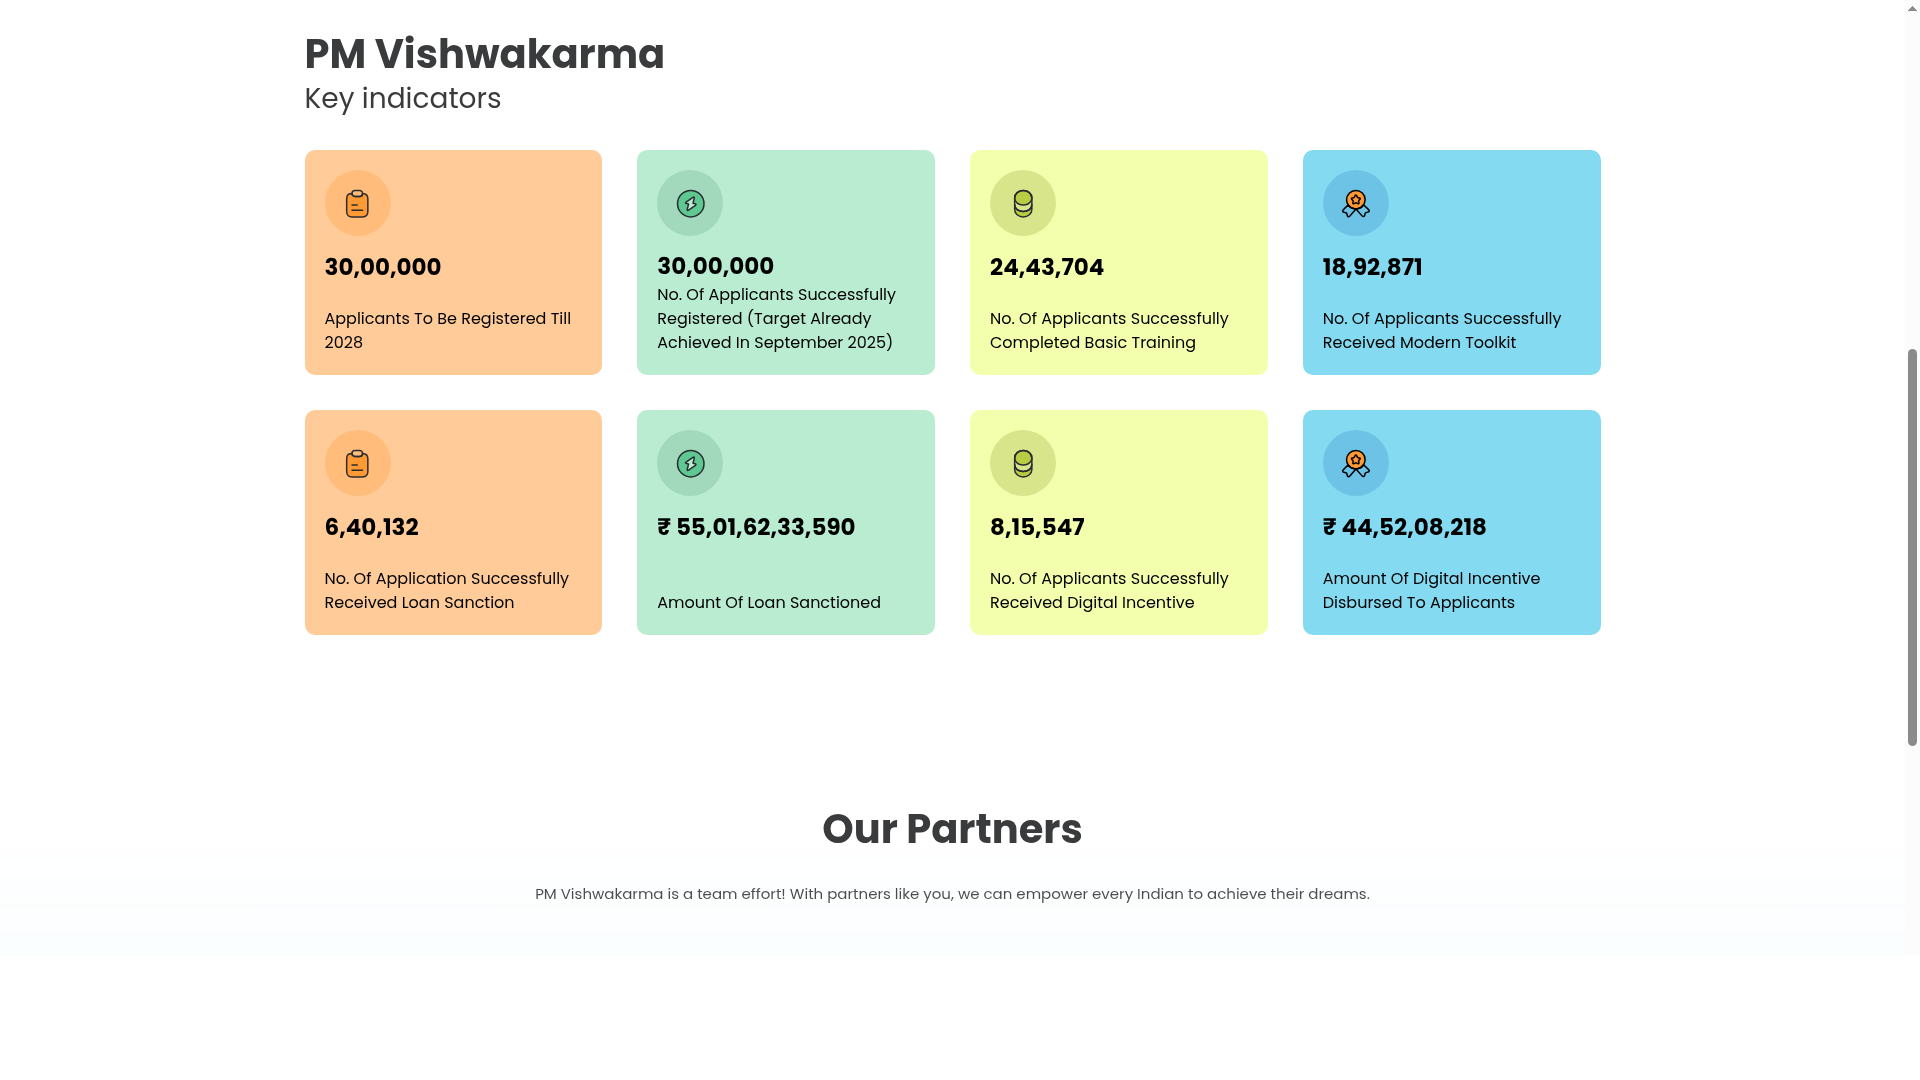 PM Vishwakarma
Key indicators
30,00,000
Applicants To Be Registered Till
2028
30,00,000
No. Of Applicants Successfully
Registered (Target Already
Achieved In September 2025)
24,43,704
No. Of Applicants Successfully
Completed Basic Training
18,92,871
No. Of Applicants Successfully
Received Modern Toolkit
6,40,132
No. Of Application Successfully
Received Loan Sanction
₹ 55,01,62,33,590
Amount Of Loan Sanctioned
8,15,547
No. Of Applicants Successfully
Received Digital Incentive
₹ 44,52,08,218
Amount Of Digital Incentive
Disbursed To Applicants
Our Partners
PM Vishwakarma is a team effort! With partners like you, we can empower every Indian to achieve their dreams.